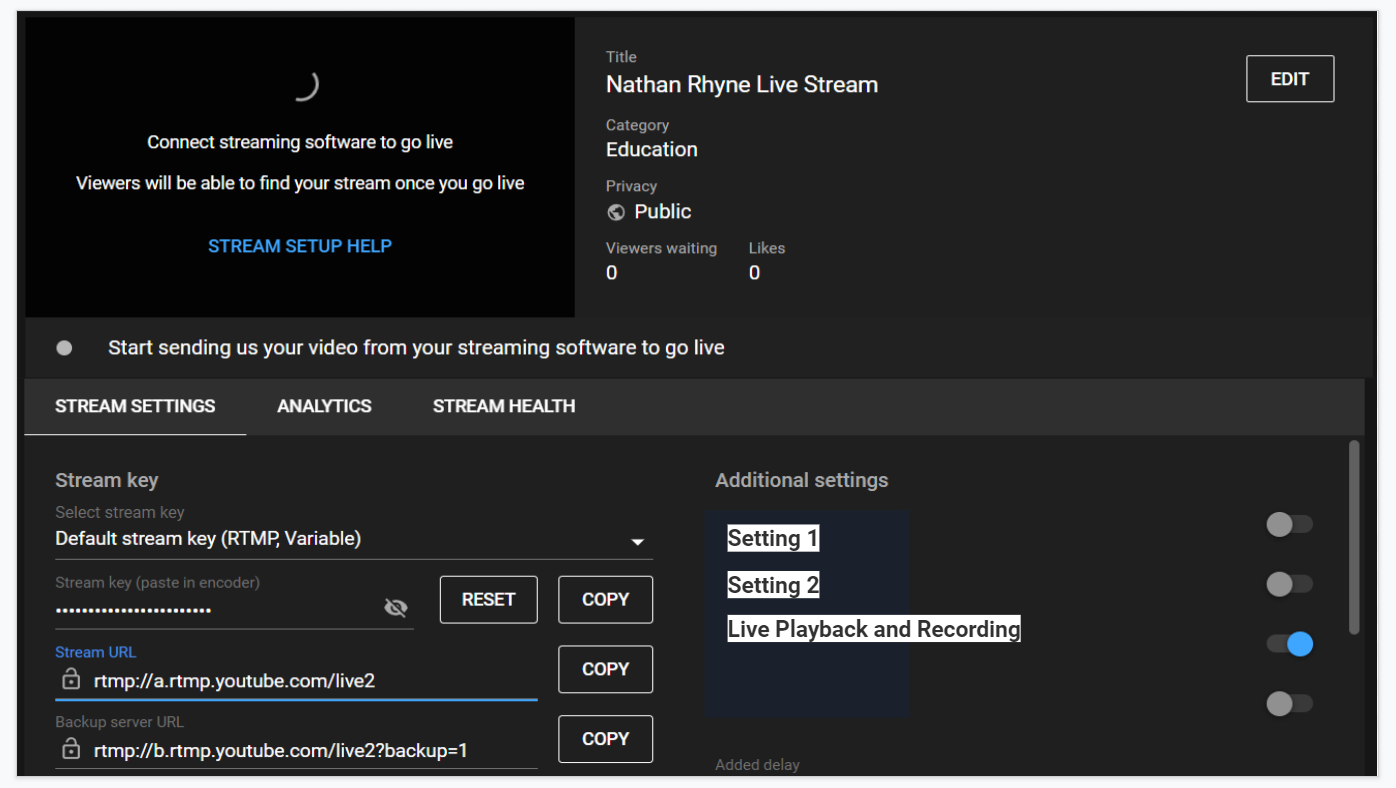 Connect streaming software to go live
Viewers will be able to find your stream once you go live
STREAM SETUP HELP
Title
Nathan Rhyne Live Stream
EDIT
Category
Education
Privacy
Public
Viewers waiting Likes
0 0
Start sending us your video from your streaming software to go live
STREAM SETTINGS ANALYTICS STREAM HEALTH
Stream key
Select stream key
Default stream key (RTMP, Variable)
Stream key (paste in encoder)
••••••••••••••••••••••••
RESET COPY
Stream URL
rtmp://a.rtmp.youtube.com/live2
COPY
Backup server URL
rtmp://b.rtmp.youtube.com/live2?backup=1
COPY
Additional settings
Setting 1
Setting 2
Live Playback and Recording
Added delay